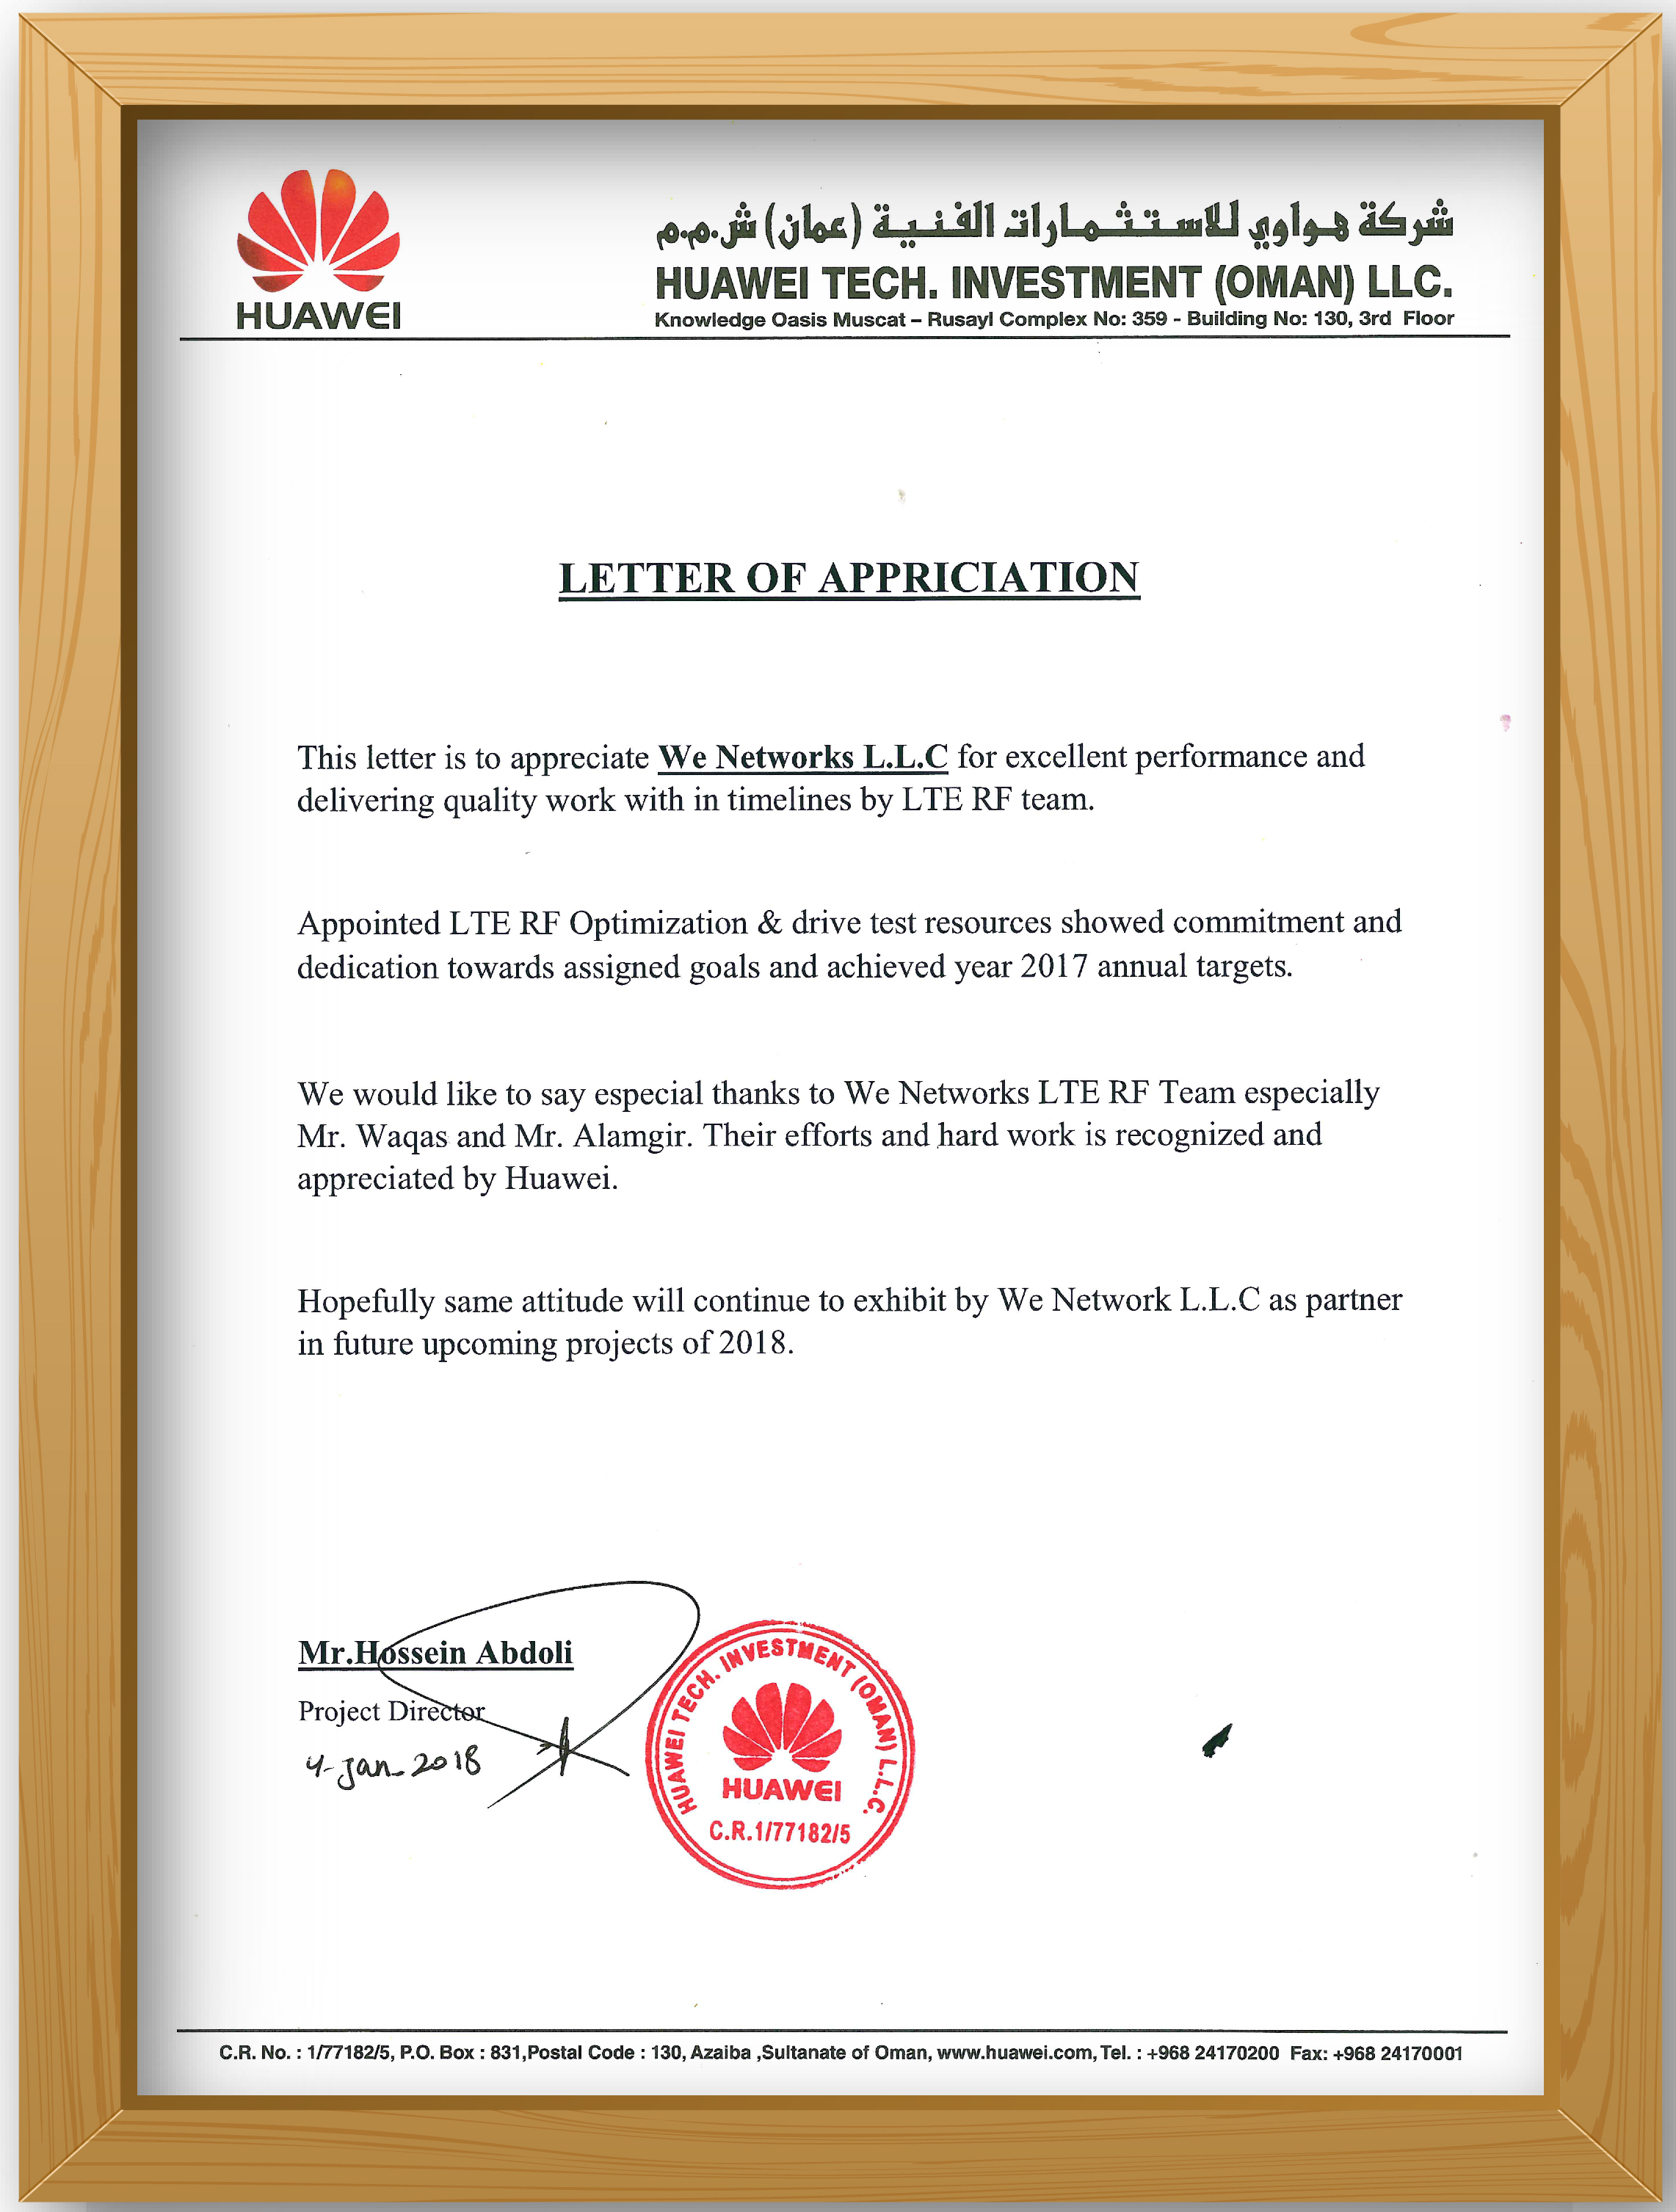 HUAWEI
شركة هواوي للاستثمارات الفنية (عمان) ش.م.م
HUAWEI TECH. INVESTMENT (OMAN) LLC.
Knowledge Oasis Muscat – Rusayl Complex No: 359 - Building No: 130, 3rd Floor
LETTER OF APPRICIATION
This letter is to appreciate We Networks L.L.C for excellent performance and
delivering quality work with in timelines by LTE RF team.
Appointed LTE RF Optimization & drive test resources showed commitment and
dedication towards assigned goals and achieved year 2017 annual targets.
We would like to say especial thanks to We Networks LTE RF Team especially
Mr. Waqas and Mr. Alamgir. Their efforts and hard work is recognized and
appreciated by Huawei.
Hopefully same attitude will continue to exhibit by We Network L.L.C as partner
in future upcoming projects of 2018.
Mr.Hossein Abdoli
Project Director
4-Jan-2018
HUAWEI TECH. INVESTMENT (OMAN) L.L.C.
HUAWEI
C.R.1/77182/5
C.R. No. : 1/77182/5, P.O. Box : 831,Postal Code : 130, Azaiba ,Sultanate of Oman, www.huawei.com, Tel. : +968 24170200 Fax: +968 24170001